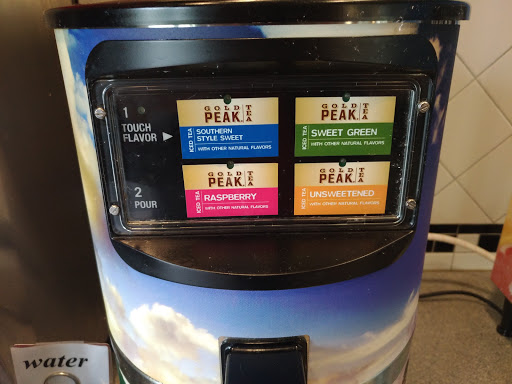 1
TOUCH
FLAVOR
2
POUR
GOLD
PEAK
TEA
ICED TEA
SOUTHERN
STYLE SWEET
WITH OTHER NATURAL FLAVORS
GOLD
PEAK
TEA
ICED TEA
SWEET GREEN
WITH OTHER NATURAL FLAVORS
GOLD
PEAK
TEA
ICED TEA
RASPBERRY
WITH OTHER NATURAL FLAVORS
GOLD
PEAK
TEA
ICED TEA
UNSWEETENED
WITH OTHER NATURAL FLAVORS
water